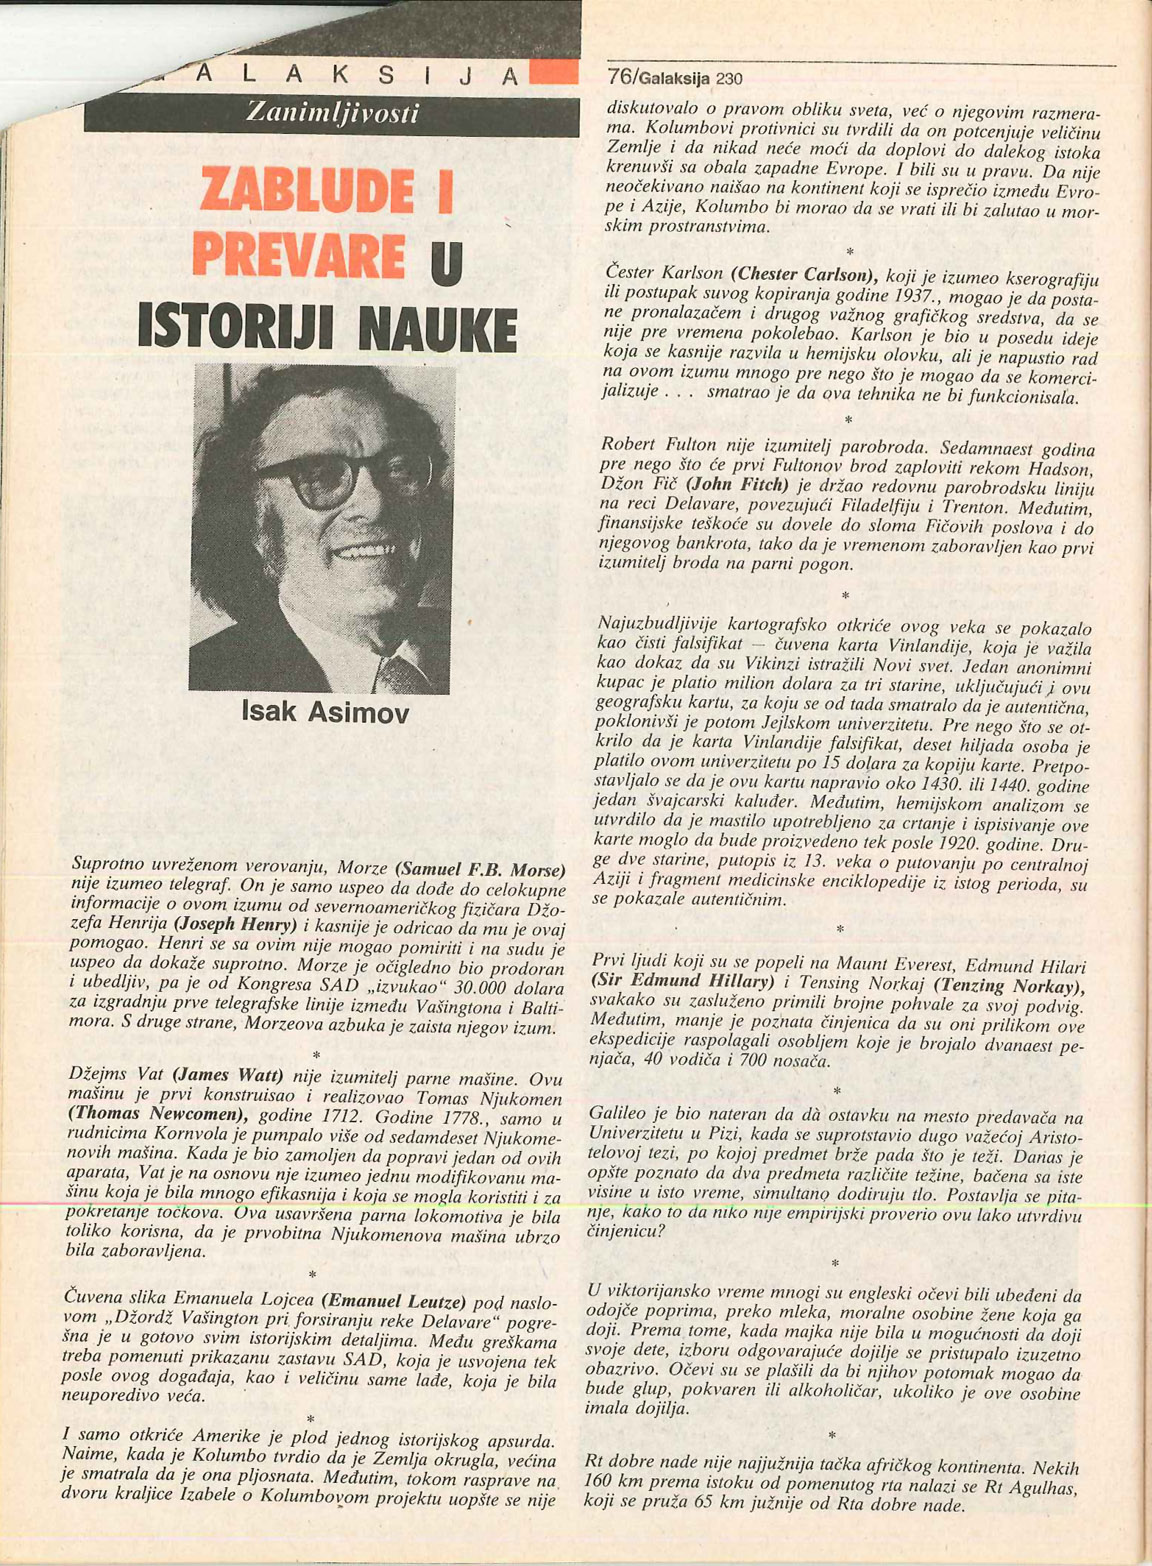 GALAKSIJA
Zanimljivosti
ZABLUDE I
PREVARE U
ISTORIJI NAUKE
Isak Asimov
Suprotno uvreženom verovanju, Morze (Samuel F.B. Morse)
nije izumeo telegraf. On je samo uspeo da dođe do celokupne
informacije o ovom izumu od severnoameričkog fizičara Džo-
zefa Henrija (Joseph Henry) i kasnije je odricao da mu je ovaj
pomogao. Henri se sa ovim nije mogao pomiriti i na sudu je
uspeo da dokaže suprotno. Morze je očigledno bio prodoran
i ubedljiv, pa je od Kongresa SAD „izvukao“ 30.000 dolara
za izgradnju prve telegrafske linije između Vašingtona i Balti-
mora. S druge strane, Morzeova azbuka je zaista njegov izum.
*
Džejms Vat (James Watt) nije izumitelj parne mašine. Ovu
mašinu je prvi konstruisao i realizovao Tomas Njukomen
(Thomas Newcomen), godine 1712. Godine 1778., samo u
rudnicima Kornvola je pumpalo više od sedamdeset Njukome-
novih mašina. Kada je bio zamoljen da popravi jedan od ovih
aparata, Vat je na osnovu nje izumeo jednu modifikovanu ma-
šinu koja je bila mnogo efikasnija i koja se mogla koristiti i za
pokretanje točkova. Ova usavršena parna lokomotiva je bila
toliko korisna, da je prvobitna Njukomenova mašina ubrzo
bila zaboravljena.
*
Čuvena slika Emanuela Lojcea (Emanuel Leutze) pod naslo-
vom „Džordž Vašington pri forsiranju reke Delavare“ pogre-
šna je u gotovo svim istorijskim detaljima. Među greškama
treba pomenuti prikazanu zastavu SAD, koja je usvojena tek
posle ovog događaja, kao i veličinu same lađe, koja je bila
neuporedivo veća.
*
I samo otkriće Amerike je plod jednog istorijskog apsurda.
Naime, kada je Kolumbo tvrdio da je Zemlja okrugla, većina
je smatrala da je ona pljosnata. Međutim, tokom rasprave na
dvoru kraljice Izabele o Kolumbovom projektu uopšte se nije
76/Galaksija 230
diskutovalo o pravom obliku sveta, već o njegovim razmera-
ma. Kolumbovi protivnici su tvrdili da on potcenjuje veličinu
Zemlje i da nikad neće moći da doplovi do dalekog istoka
krenuvši sa obala zapadne Evrope. I bili su u pravu. Da nije
neočekivano naišao na kontinent koji se isprečio između Evro-
pe i Azije, Kolumbo bi morao da se vrati ili bi zalutao u mor-
skim prostranstvima.
*
Čester Karlson (Chester Carlson), koji je izumeo kserografiju
ili postupak suvog kopiranja godine 1937., mogao je da posta-
ne pronalazačem i drugog važnog grafičkog sredstva, da se
nije pre vremena pokolebao. Karlson je bio u posedu ideje
koja se kasnije razvila u hemijsku olovku, ali je napustio rad
na ovom izumu mnogo pre nego što je mogao da se komerci-
jalizuje . . . smatrao je da ova tehnika ne bi funkcionisala.
*
Robert Fulton nije izumitelj parobroda. Sedamnaest godina
pre nego što će prvi Fultonov brod zaploviti rekom Hadson,
Džon Fič (John Fitch) je držao redovnu parobrodsku liniju
na reci Delavare, povezujući Filadelfiju i Trenton. Međutim,
finansijske teškoće su dovele do sloma Fičovih poslova i do
njegovog bankrota, tako da je vremenom zaboravljen kao prvi
izumitelj broda na parni pogon.
*
Najuzbudljivije kartografsko otkriće ovog veka se pokazalo
kao čisti falsifikat — čuvena karta Vinlandije, koja je važila
kao dokaz da su Vikinzi istražili Novi svet. Jedan anonimni
kupac je platio milion dolara za tri starine, uključujući i ovu
geografsku kartu, za koju se od tada smatralo da je autentična,
poklonivši je potom Jejlskom univerzitetu. Pre nego što se ot-
krilo da je karta Vinlandije falsifikat, deset hiljada osoba je
platilo ovom univerzitetu po 15 dolara za kopiju karte. Pretpo-
stavljalo se da je ovu kartu napravio oko 1430. ili 1440. godine
jedan švajcarski kaluđer. Međutim, hemijskom analizom se
utvrdilo da je mastilo upotrebljeno za crtanje i ispisivanje ove
karte moglo da bude proizvedeno tek posle 1920. godine. Dru-
ge dve starine, putopis iz 13. veka o putovanju po centralnoj
Aziji i fragment medicinske enciklopedije iz istog perioda, su
se pokazale autentičnim.
*
Prvi ljudi koji su se popeli na Maunt Everest, Edmund Hilari
(Sir Edmund Hillary) i Tensing Norkaj (Tenzing Norkay),
svakako su zasluženo primili brojne pohvale za svoj podvig.
Međutim, manje je poznata činjenica da su oni prilikom ove
ekspedicije raspolagali osobljem koje je brojalo dvanaest pe-
njača, 40 vodiča i 700 nosača.
*
Galileo je bio nateran da dà ostavku na mesto predavača na
Univerzitetu u Pizi, kada se suprotstavio dugo važećoj Aristo-
telovoj tezi, po kojoj predmet brže pada što je teži. Danas je
opšte poznato da dva predmeta različite težine, bačena sa iste
visine u isto vreme, simultano dodiruju tlo. Postavlja se pita-
nje, kako to da niko nije empirijski proverio ovu lako utvrdivu
činjenicu?
*
U viktorijansko vreme mnogi su engleski očevi bili ubeđeni da
odojče poprima, preko mleka, moralne osobine žene koja ga
doji. Prema tome, kada majka nije bila u mogućnosti da doji
svoje dete, izboru odgovarajuće dojilje se pristupalo izuzetno
obazrivo. Očevi su se plašili da bi njihov potomak mogao da
bude glup, pokvaren ili alkoholičar, ukoliko je ove osobine
imala dojilja.
*
Rt dobre nade nije najjužnija tačka afričkog kontinenta. Nekih
160 km prema istoku od pomenutog rta nalazi se Rt Agulhas,
koji se pruža 65 km južnije od Rta dobre nade.